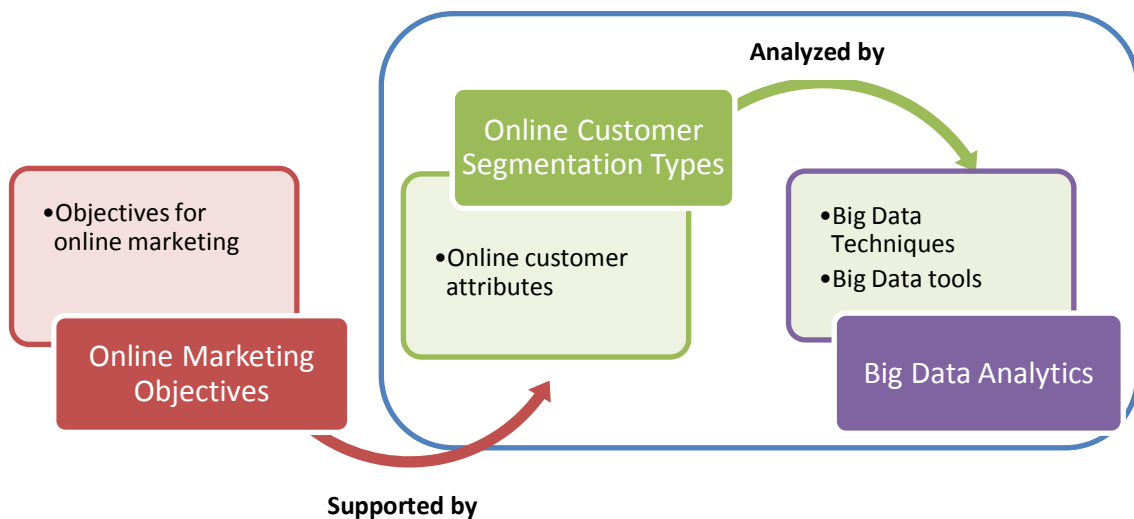 Analyzed by
Online Customer
Segmentation Types
•Objectives for
online marketing
•Online customer
attributes
•Big Data
Techniques
•Big Data tools
Online Marketing
Objectives
Big Data Analytics
Supported by